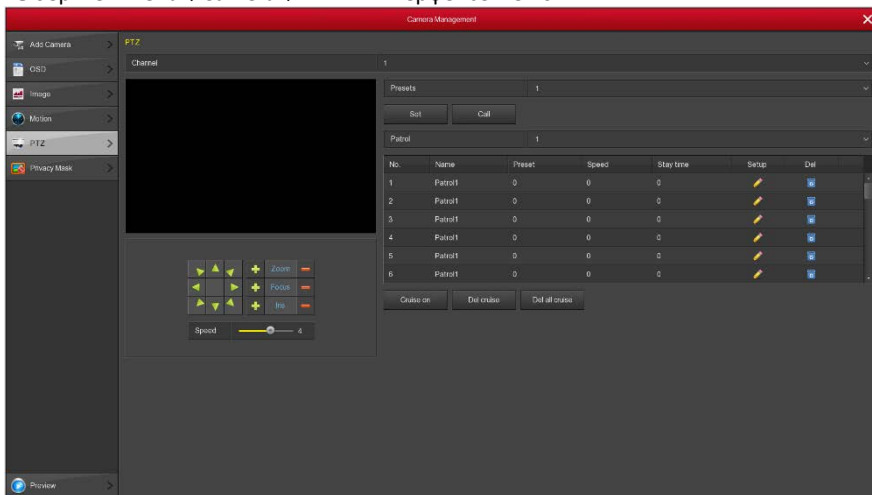 Camera Management
Add Camera
OSD
Image
Motion
PTZ
Privacy Mask
Preview
PTZ
Channel 1
Presets 1
Set Call
Patrol 1
No. Name Preset Speed Stay time Setup Del
1 Patrol1 0 0 0
2 Patrol1 0 0 0
3 Patrol1 0 0 0
4 Patrol1 0 0 0
5 Patrol1 0 0 0
6 Patrol1 0 0 0
Cruise on Del cruise Del all cruise
Zoom
Focus
Iris
Speed 4